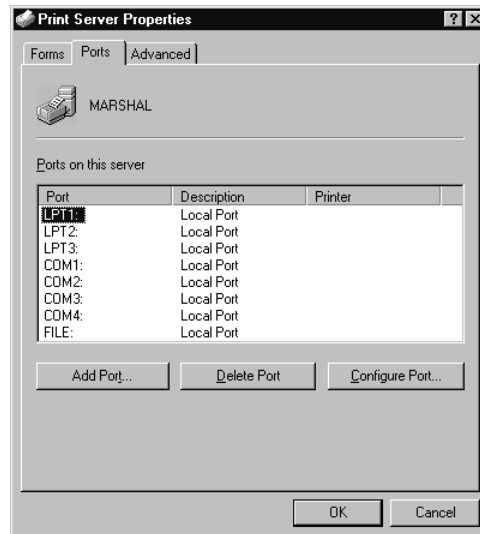 Print Server Properties
Forms Ports Advanced
MARSHAL
Ports on this server
Port Description Printer
LPT1: Local Port
LPT2: Local Port
LPT3: Local Port
COM1: Local Port
COM2: Local Port
COM3: Local Port
COM4: Local Port
FILE: Local Port
Add Port... Delete Port Configure Port...
OK Cancel